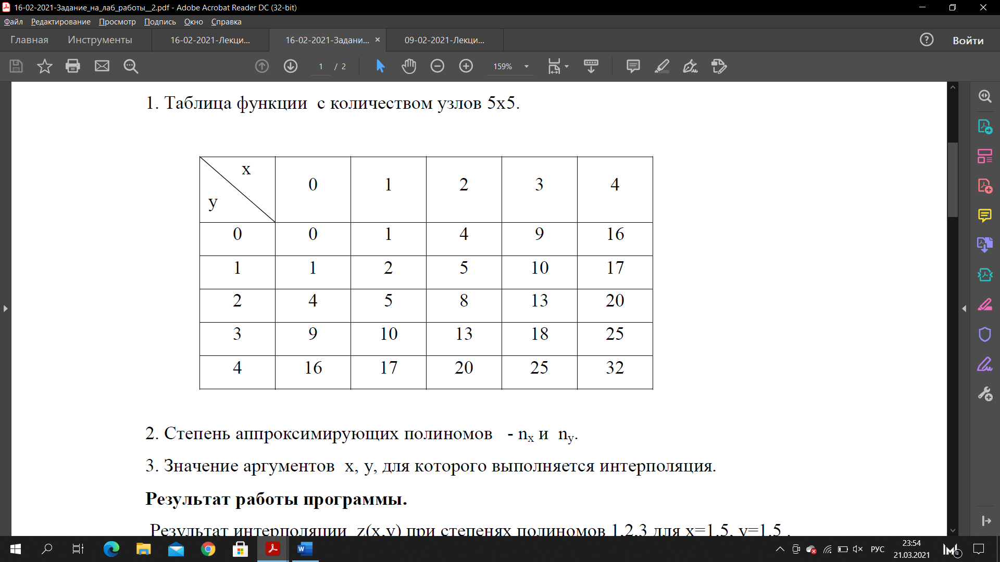 16-02-2021-Задание_на_лаб_работы__2.pdf - Adobe Acrobat Reader DC (32-bit)
Файл Редактирование Просмотр Подпись Окно Справка
Главная Инструменты 16-02-2021-Лекци... 16-02-2021-Задани... × 09-02-2021-Лекци... ? Войти
1 / 2 159%
1. Таблица функции с количеством узлов 5x5.
x
y
0 1 2 3 4
0 0 1 4 9 16
1 1 2 5 10 17
2 4 5 8 13 20
3 9 10 13 18 25
4 16 17 20 25 32
2. Степень аппроксимирующих полиномов - nx и ny.
3. Значение аргументов x, y, для которого выполняется интерполяция.
Результат работы программы.
Результат интерполяции z(x,y) при степенях полиномов 1,2,3 для x=1.5, y=1.5 .
РУС 23:54
21.03.2021